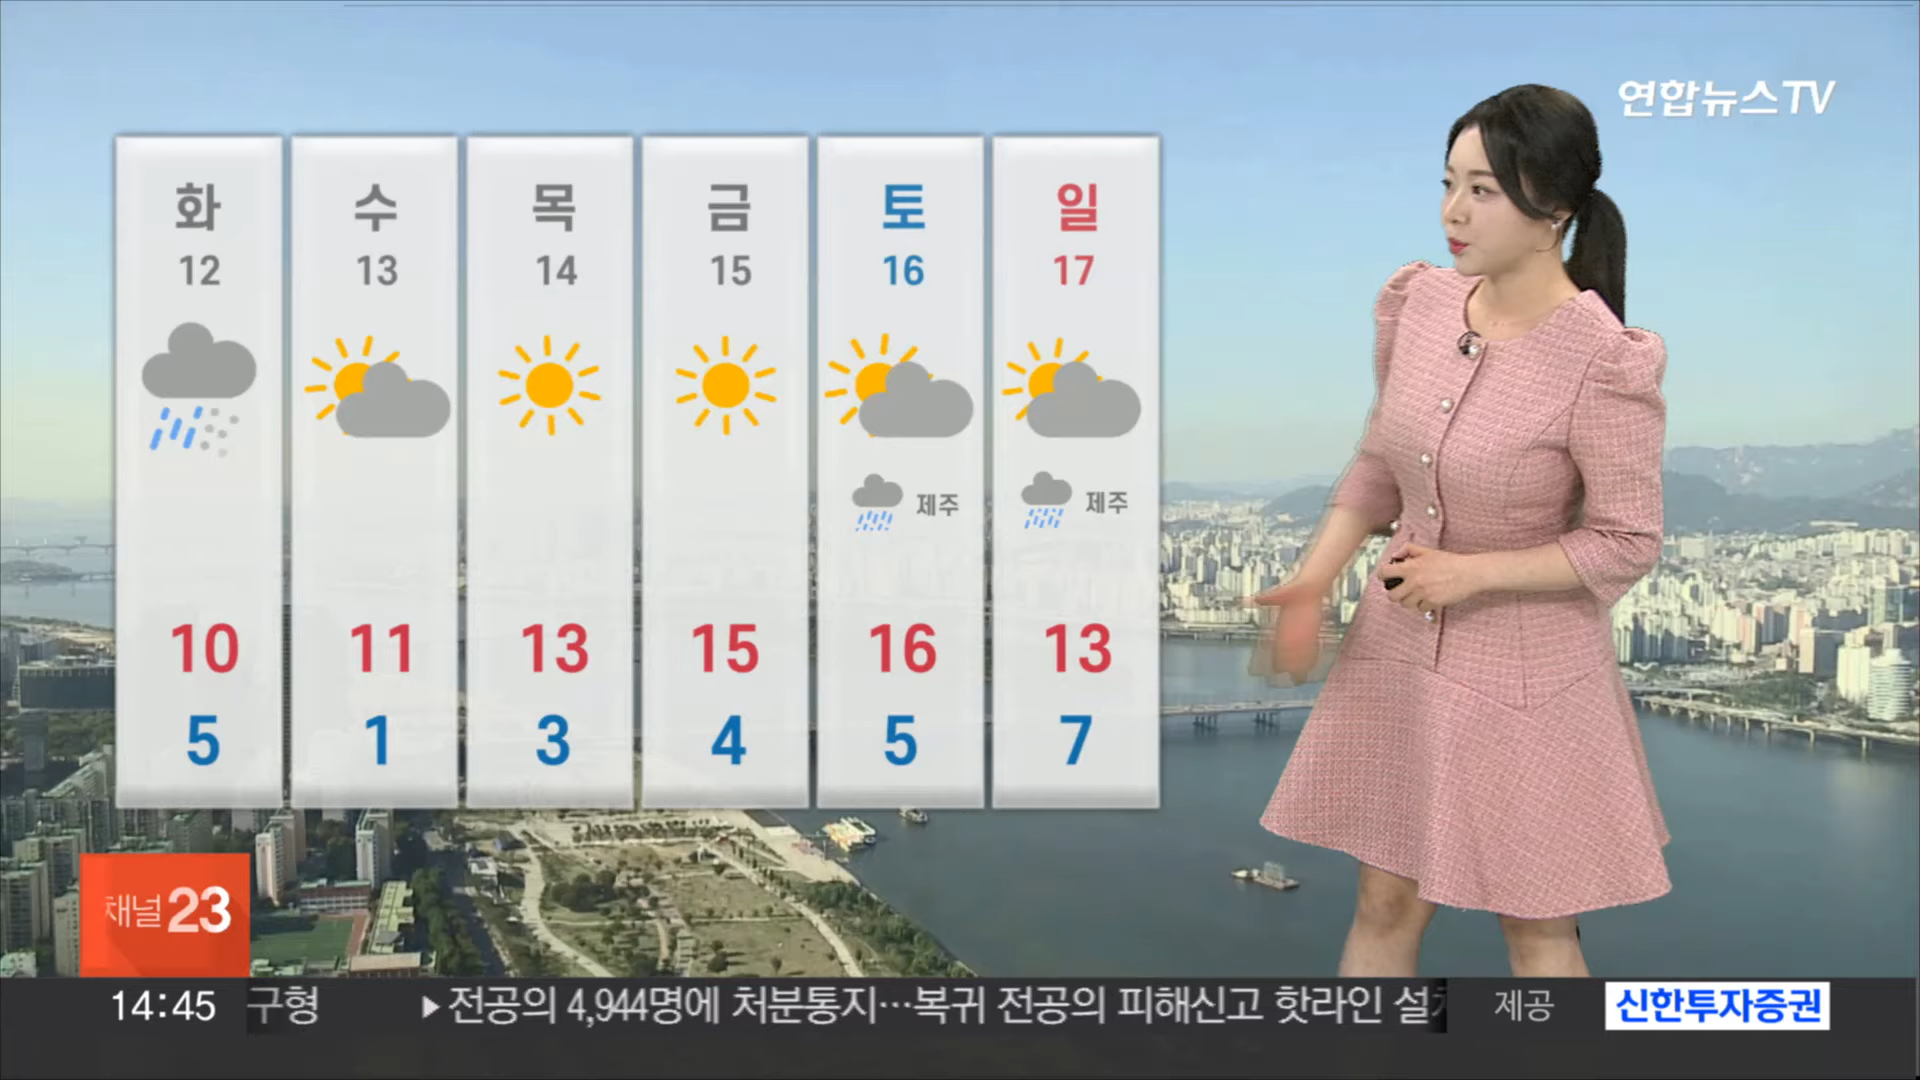 연합뉴스TV
화 수 목 금 토 일
12 13 14 15 16 17
제주 제주
10 11 13 15 16 13
5 1 3 4 5 7
채널 23
14:45 구형 ▶전공의 4,944명에 처분통지…복귀 전공의 피해신고 핫라인 제공 신한투자증권